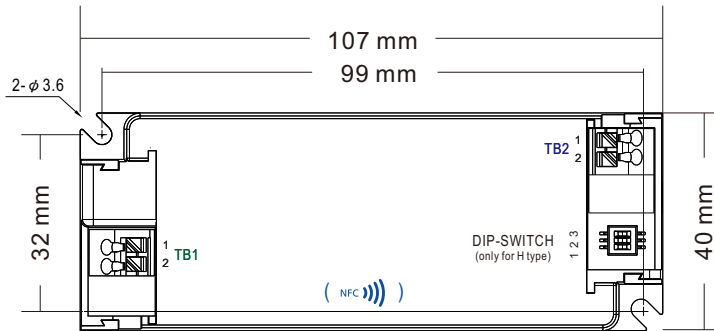 107 mm
99 mm
2- ϕ 3.6
TB2
1
2
32 mm
40 mm
1
2
TB1
DIP-SWITCH
(only for H type)
1 2 3
( NFC )